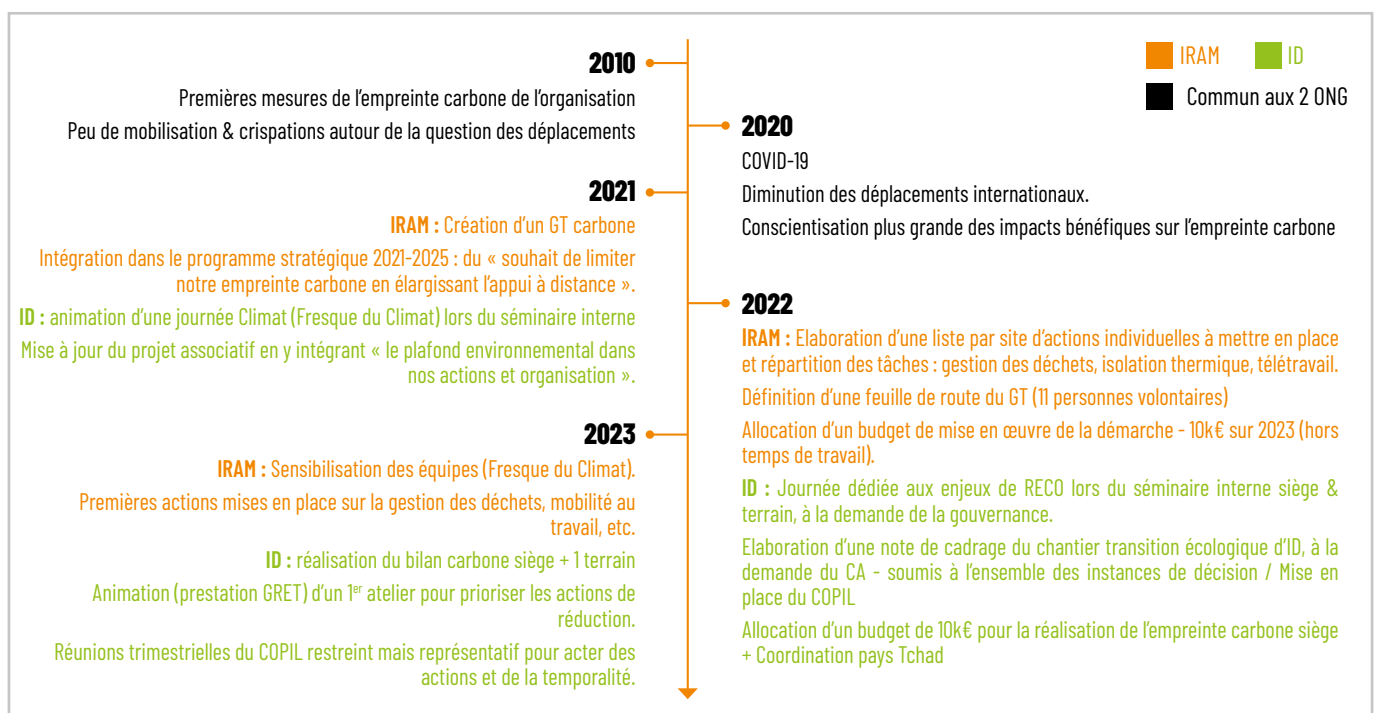 IRAM
ID
Commun aux 2 ONG
2010
Premières mesures de l'empreinte carbone de l'organisation
Peu de mobilisation & crispations autour de la question des déplacements
2020
COVID-19
Diminution des déplacements internationaux.
Conscientisation plus grande des impacts bénéfiques sur l'empreinte carbone
2021
IRAM : Création d'un GT carbone
Intégration dans le programme stratégique 2021-2025 : du « souhait de limiter
notre empreinte carbone en élargissant l'appui à distance ».
ID : animation d'une journée Climat (Fresque du Climat) lors du séminaire interne
Mise à jour du projet associatif en y intégrant « le plafond environnemental dans
nos actions et organisation ».
2022
IRAM : Elaboration d'une liste par site d'actions individuelles à mettre en place
et répartition des tâches : gestion des déchets, isolation thermique, télétravail.
Définition d'une feuille de route du GT (11 personnes volontaires)
Allocation d'un budget de mise en œuvre de la démarche - 10k€ sur 2023 (hors
temps de travail).
ID : Journée dédiée aux enjeux de RECO lors du séminaire interne siège &
terrain, à la demande de la gouvernance.
Elaboration d'une note de cadrage du chantier transition écologique d'ID, à la
demande du CA - soumis à l'ensemble des instances de décision / Mise en
place du COPIL
Allocation d'un budget de 10k€ pour la réalisation de l'empreinte carbone siège
+ Coordination pays Tchad
2023
IRAM : Sensibilisation des équipes (Fresque du Climat).
Premières actions mises en place sur la gestion des déchets, mobilité au
travail, etc.
ID : réalisation du bilan carbone siège + 1 terrain
Animation (prestation GRET) d'un 1er atelier pour prioriser les actions de
réduction.
Réunions trimestrielles du COPIL restreint mais représentatif pour acter des
actions et de la temporalité.